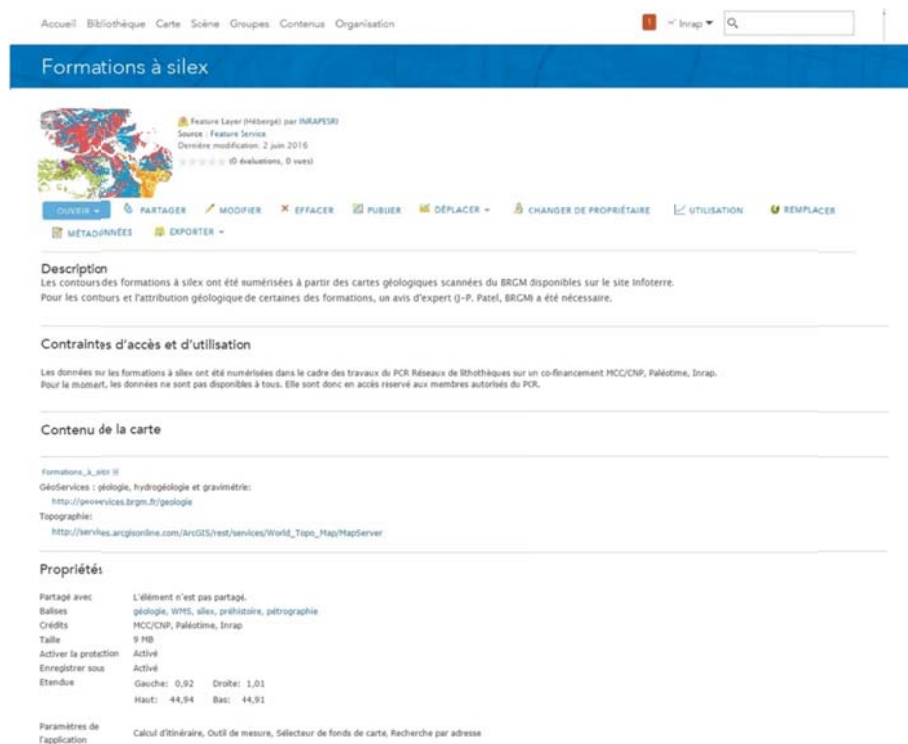 Accueil Bibliothèque Carte Scène Groupes Contenus Organisation 1 Inrap
Formations à silex
Feature Layer (Hébergé) par INRAPESRI
Source : Feature Service
Dernière modification: 2 juin 2016
(0 évaluations, 0 vues)
OUVRIR PARTAGER MODIFIER EFFACER PUBLIER DÉPLACER CHANGER DE PROPRIÉTAIRE UTILISATION REMPLACER
MÉTADONNÉES EXPORTER
Description
Les contours des formations à silex ont été numérisées à partir des cartes géologiques scannées du BRGM disponibles sur le site Infoterre.
Pour les contours et l'attribution géologique de certaines des formations, un avis d'expert (J-P. Patel, BRGM) a été nécessaire.
Contraintes d'accès et d'utilisation
Les données sur les formations à silex ont été numérisées dans le cadre des travaux du PCR Réseaux de lithothèques sur un co-financement MCC/CNP, Paléotime, Inrap.
Pour le moment, les données ne sont pas disponibles à tous. Elle sont donc en accès réservé aux membres autorisés du PCR.
Contenu de la carte
Formations_à_silex
GéoServices : géologie, hydrogéologie et gravimétrie:
http://geoservices.brgm.fr/geologie
Topographie:
http://services.arcgisonline.com/ArcGIS/rest/services/World_Topo_Map/MapServer
Propriétés
Partagé avec L'élément n'est pas partagé.
Balises géologie, WMS, silex, préhistoire, pétrographie
Crédits MCC/CNP, Paléotime, Inrap
Taille 9 MB
Activer la protection Activé
Enregistrer sous Activé
Etendue Gauche: 0,92 Droite: 1,01
Haut: 44,94 Bas: 44,91
Paramètres de
l'application Calcul d'itinéraire, Outil de mesure, Sélecteur de fonds de carte, Recherche par adresse